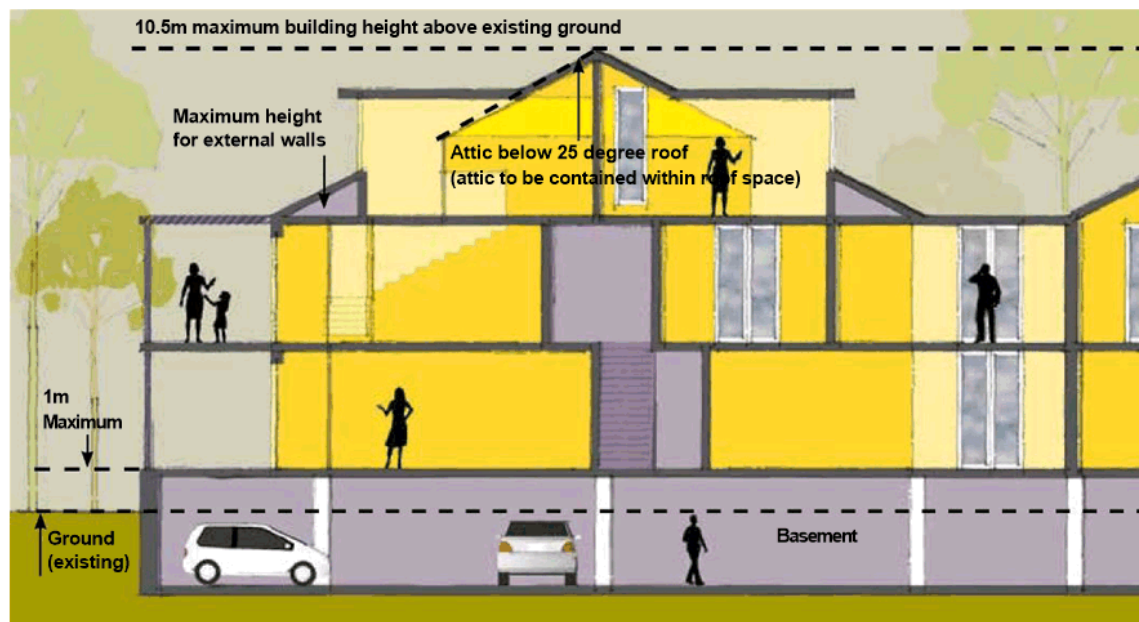 10.5m maximum building height above existing ground
Maximum height
for external walls
Attic below 25 degree roof
(attic to be contained within roof space)
1m
Maximum
Ground
(existing)
Basement